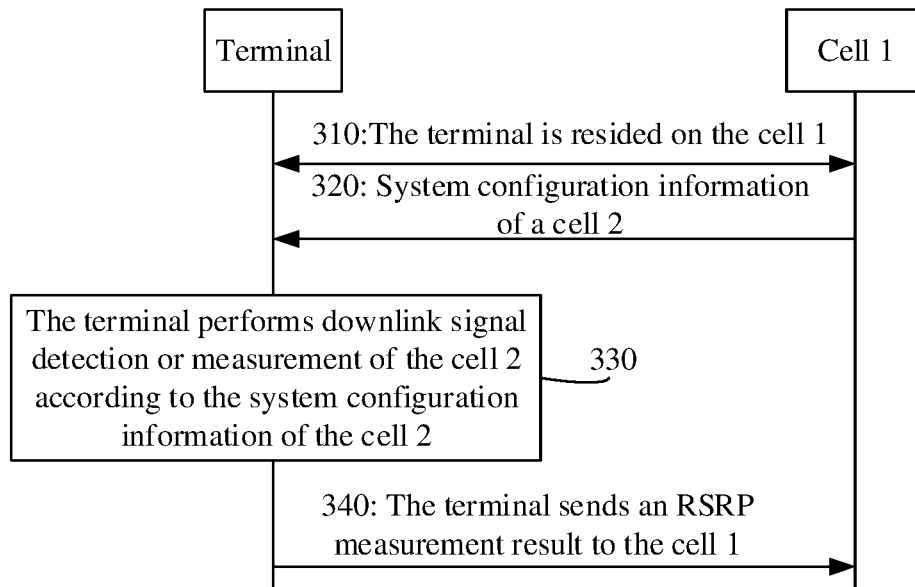 Terminal
Cell 1
310:The terminal is resided on the cell 1
320: System configuration information
of a cell 2
The terminal performs downlink signal
detection or measurement of the cell 2
according to the system configuration
information of the cell 2
330
340: The terminal sends an RSRP
measurement result to the cell 1